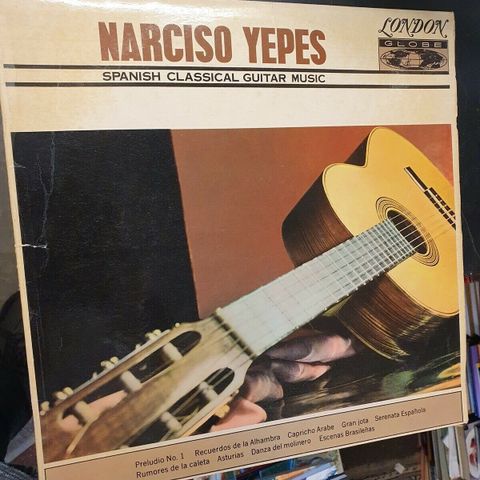 NARCISO YEPES
LONDON
GLOBE
SPANISH CLASSICAL GUITAR MUSIC
Preludio No. 1 Recuerdos de la Alhambra Capricho Arabe Gran jota Serenata Española
Rumores de la caleta Asturias Danza del molinero Escenas Brasileñas